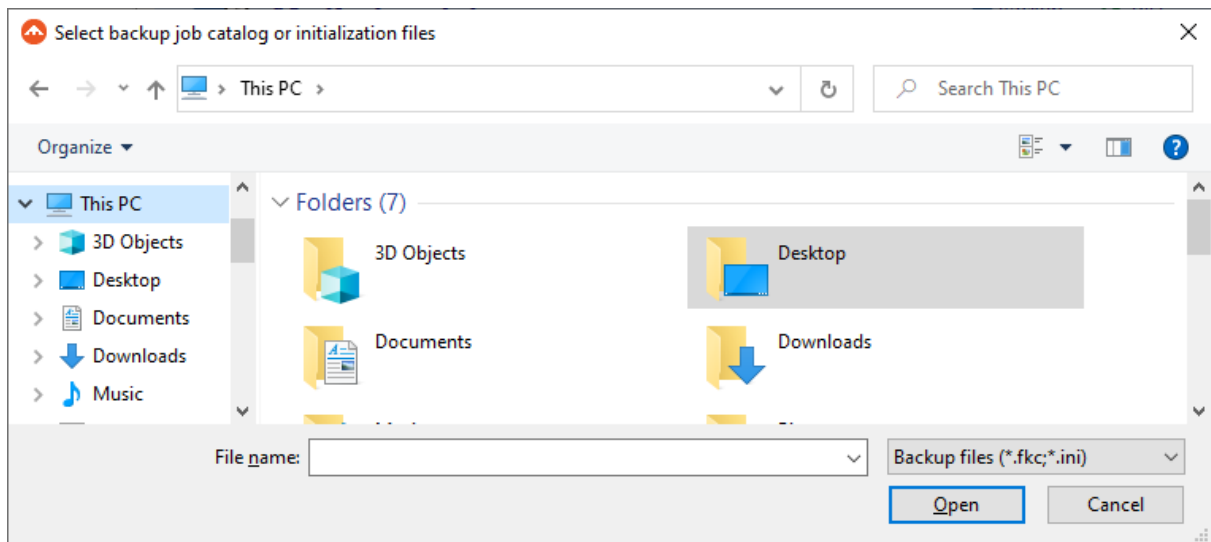 Select backup job catalog or initialization files
This PC
Search This PC
Organize
This PC
3D Objects
Desktop
Documents
Downloads
Music
Folders (7)
3D Objects
Desktop
Documents
Downloads
File name:
Backup files (*.fkc;*.ini)
Open
Cancel